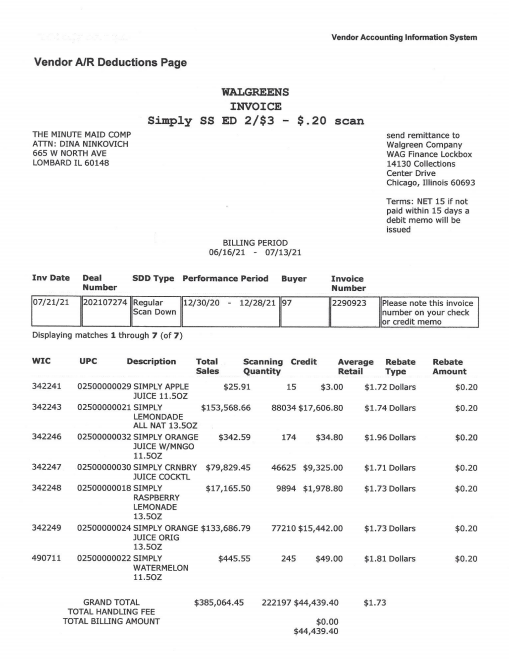 Vendor Accounting Information System
Vendor A/R Deductions Page
WALGREENS
INVOICE
Simply SS ED 2/$3 - $.20 scan
THE MINUTE MAID COMP
ATTN: DINA NINKOVICH
665 W NORTH AVE
LOMBARD IL 60148
send remittance to
Walgreen Company
WAG Finance Lockbox
14130 Collections
Center Drive
Chicago, Illinois 60693
Terms: NET 15 if not
paid within 15 days a
debit memo will be
issued
BILLING PERIOD
06/16/21 - 07/13/21
Inv Date Deal Number SDD Type Performance Period Buyer Invoice Number
07/21/21 202107274 Regular Scan Down 12/30/20 - 12/28/21 97 2290923 Please note this invoice number on your check or credit memo
Displaying matches 1 through 7 (of 7)
WIC UPC Description Total Sales Scanning Quantity Credit Average Retail Rebate Type Rebate Amount
342241 02500000029 SIMPLY APPLE JUICE 11.5OZ $25.91 15 $3.00 $1.72 Dollars $0.20
342243 02500000021 SIMPLY LEMONDADE ALL NAT 13.5OZ $153,568.66 88034 $17,606.80 $1.74 Dollars $0.20
342246 02500000032 SIMPLY ORANGE JUICE W/MNGO 11.5OZ $342.59 174 $34.80 $1.96 Dollars $0.20
342247 02500000030 SIMPLY CRNBRY JUICE COCKTL $79,829.45 46625 $9,325.00 $1.71 Dollars $0.20
342248 02500000018 SIMPLY RASPBERRY LEMONADE 13.5OZ $17,165.50 9894 $1,978.80 $1.73 Dollars $0.20
342249 02500000024 SIMPLY ORANGE JUICE ORIG 13.5OZ $133,686.79 77210 $15,442.00 $1.73 Dollars $0.20
490711 02500000022 SIMPLY WATERMELON 11.5OZ $445.55 245 $49.00 $1.81 Dollars $0.20
GRAND TOTAL $385,064.45 222197 $44,439.40 $1.73
TOTAL HANDLING FEE $0.00
TOTAL BILLING AMOUNT $44,439.40